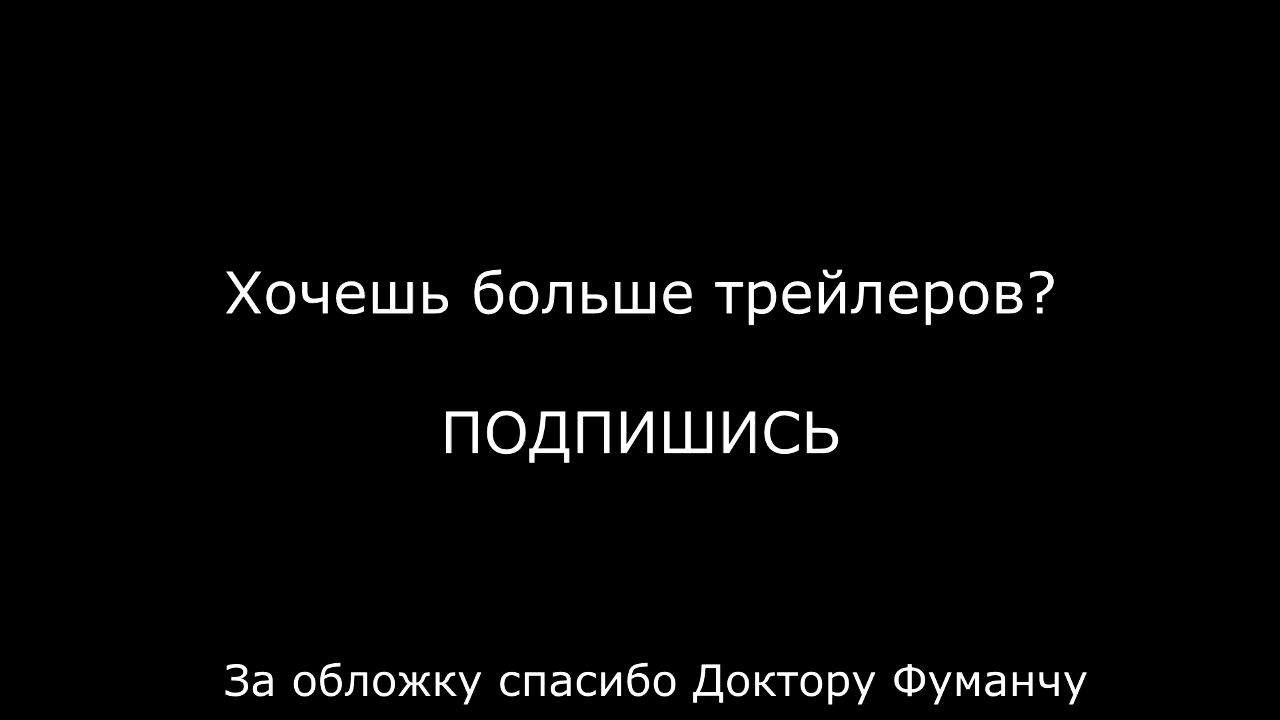 Хочешь больше трейлеров?
ПОДПИШИСЬ
За обложку спасибо Доктору Фуманчу